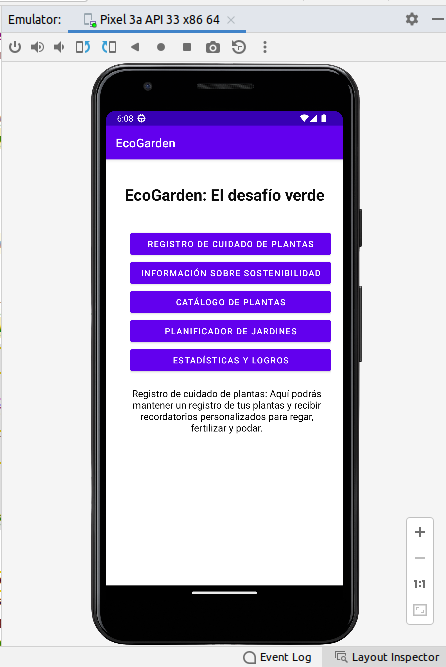 Emulator: Pixel 3a API 33 x86 64
6:08
EcoGarden
EcoGarden: El desafío verde
REGISTRO DE CUIDADO DE PLANTAS
INFORMACIÓN SOBRE SOSTENIBILIDAD
CATÁLOGO DE PLANTAS
PLANIFICADOR DE JARDINES
ESTADÍSTICAS Y LOGROS
Registro de cuidado de plantas: Aquí podrás
mantener un registro de tus plantas y recibir
recordatorios personalizados para regar,
fertilizar y podar.
1:1
Event Log Layout Inspector